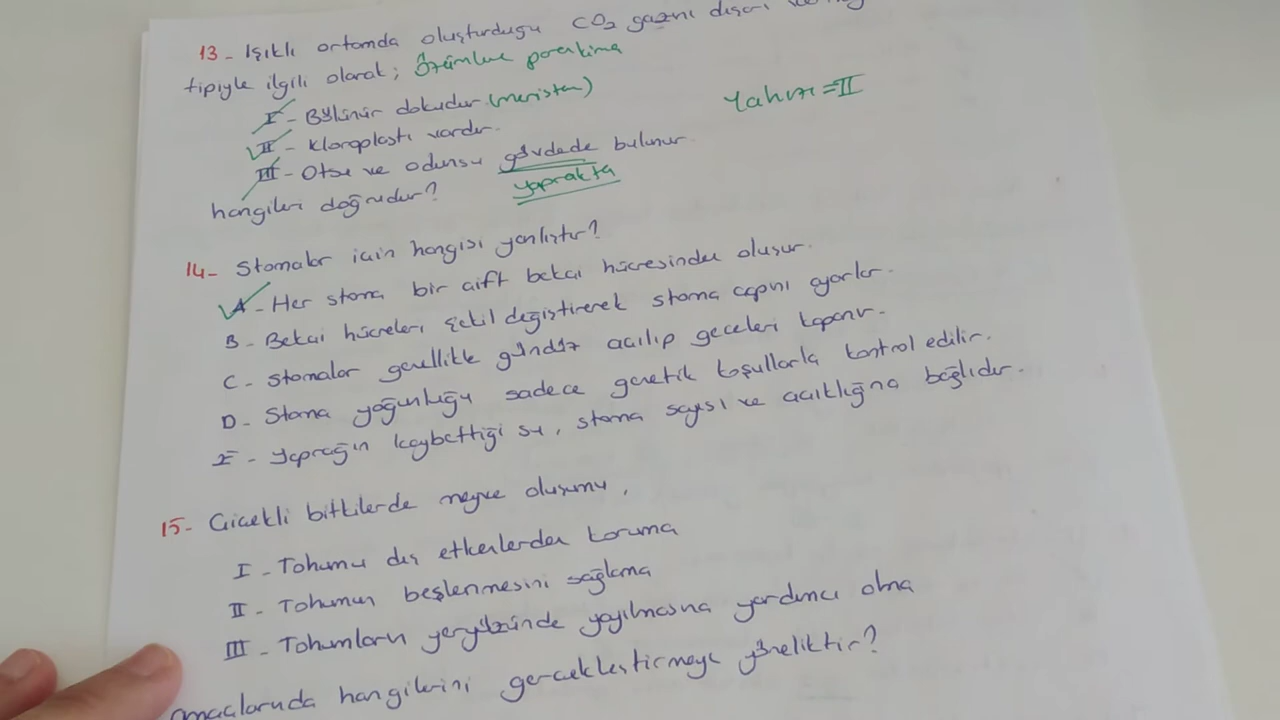 13- Işıklı ortamda oluşturduğu CO2 gazını dışarı
tipiyle ilgili olarak; Özümleme parankima
I- Bölünür dokudur. (meristem)
II- Kloroplastı vardır.
Yalnız = II
III- Otsu ve odunsu gövdede bulunur
yaprakta
hangileri doğrudur?
14- Stomalar için hangisi yanlıştır?
A- Her stoma bir çift bekçi hücresinden oluşur.
B- Bekçi hücreleri şekil değiştirerek stoma çapını ayarlar.
C- Stomalar genellikle gündüz açılıp geceleri kapanır.
D- Stoma yoğunluğu sadece genetik koşullarla kontrol edilir.
E- Yaprağın kaybettiği su, stoma sayısı ve açıklığına bağlıdır.
15- Çiçekli bitkilerde meyve oluşumu,
I- Tohumu dış etkenlerden koruma
II- Tohumun beslenmesini sağlama
III- Tohumların yeryüzünde yayılmasına yardımcı olma
amaçlarında hangilerini gerçekleştirmeye yöneliktir?